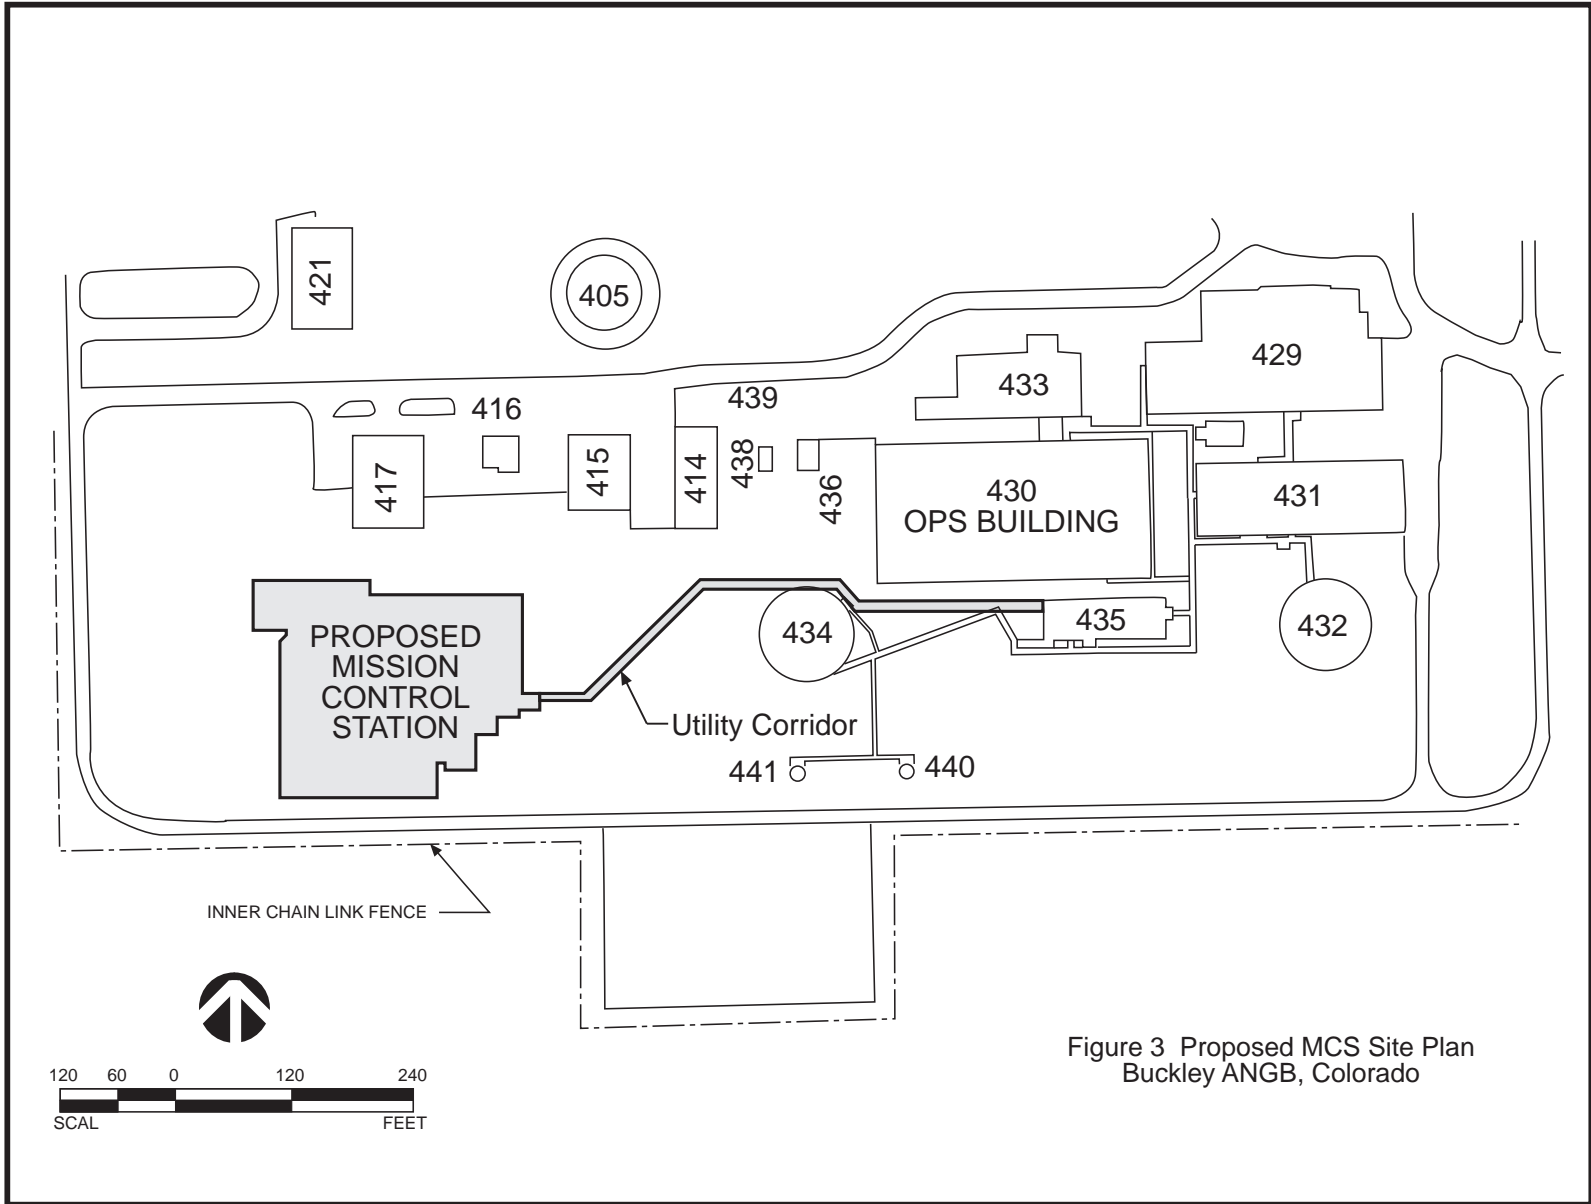 421
405
429
433
439
416
438
417
415
414
436
430
OPS BUILDING
431
434
435
432
PROPOSED
MISSION
CONTROL
STATION
Utility Corridor
441
440
INNER CHAIN LINK FENCE
120 60 0 120 240
SCAL FEET
Figure 3 Proposed MCS Site Plan
Buckley ANGB, Colorado